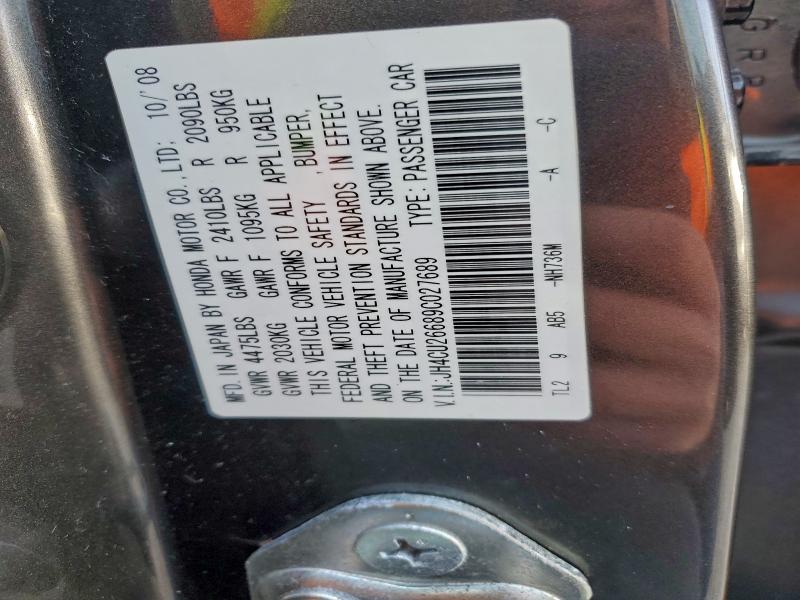 MFD. IN JAPAN BY HONDA MOTOR CO., LTD; 10/'08
GVWR 4475LBS GAWR F 2410LBS R 2090LBS
GVWR 2030KG GAWR F 1095KG R 950KG
THIS VEHICLE CONFORMS TO ALL APPLICABLE
FEDERAL MOTOR VEHICLE SAFETY , BUMPER,
AND THEFT PREVENTION STANDARDS IN EFFECT
ON THE DATE OF MANUFACTURE SHOWN ABOVE.
V.I.N.:JH4CU26689C027689 TYPE: PASSENGER CAR
TL2 9 AB5 -NH736M -A -C
G R P